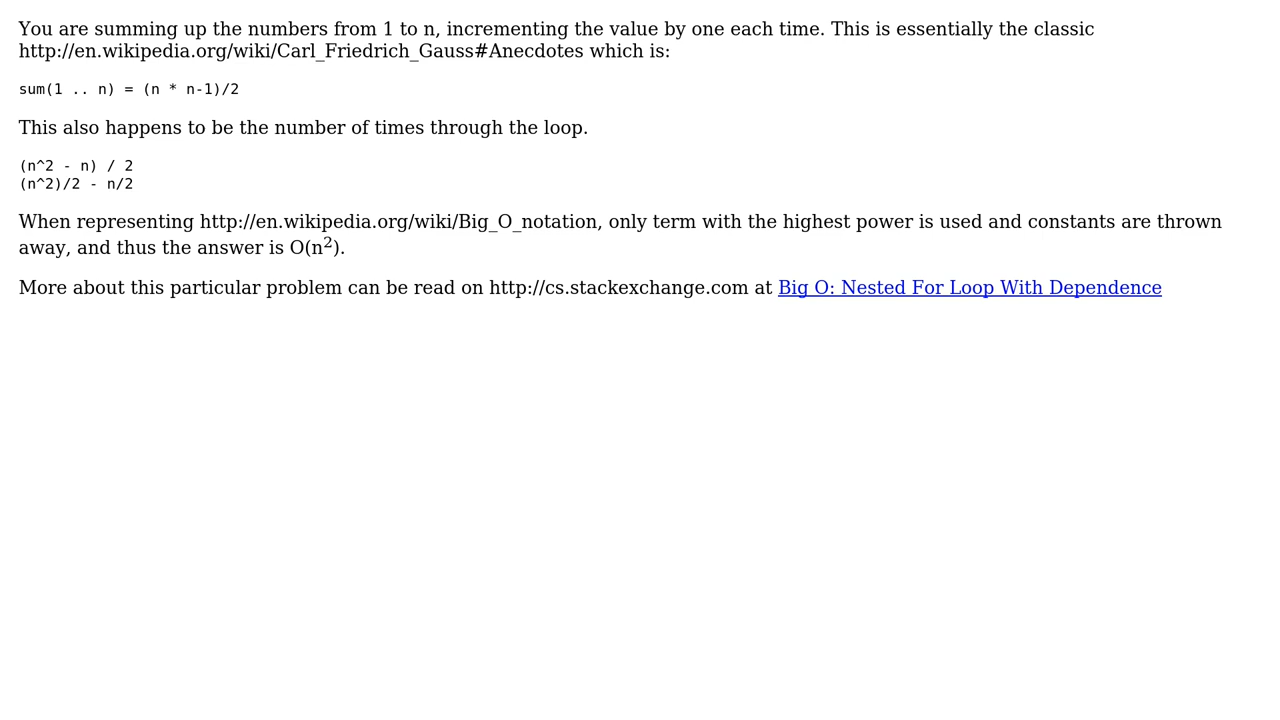 You are summing up the numbers from 1 to n, incrementing the value by one each time. This is essentially the classic
http://en.wikipedia.org/wiki/Carl_Friedrich_Gauss#Anecdotes which is:
sum(1 .. n) = (n * n-1)/2
This also happens to be the number of times through the loop.
(n^2 - n) / 2
(n^2)/2 - n/2
When representing http://en.wikipedia.org/wiki/Big_O_notation, only term with the highest power is used and constants are thrown
away, and thus the answer is O(n²).
More about this particular problem can be read on http://cs.stackexchange.com at Big O: Nested For Loop With Dependence